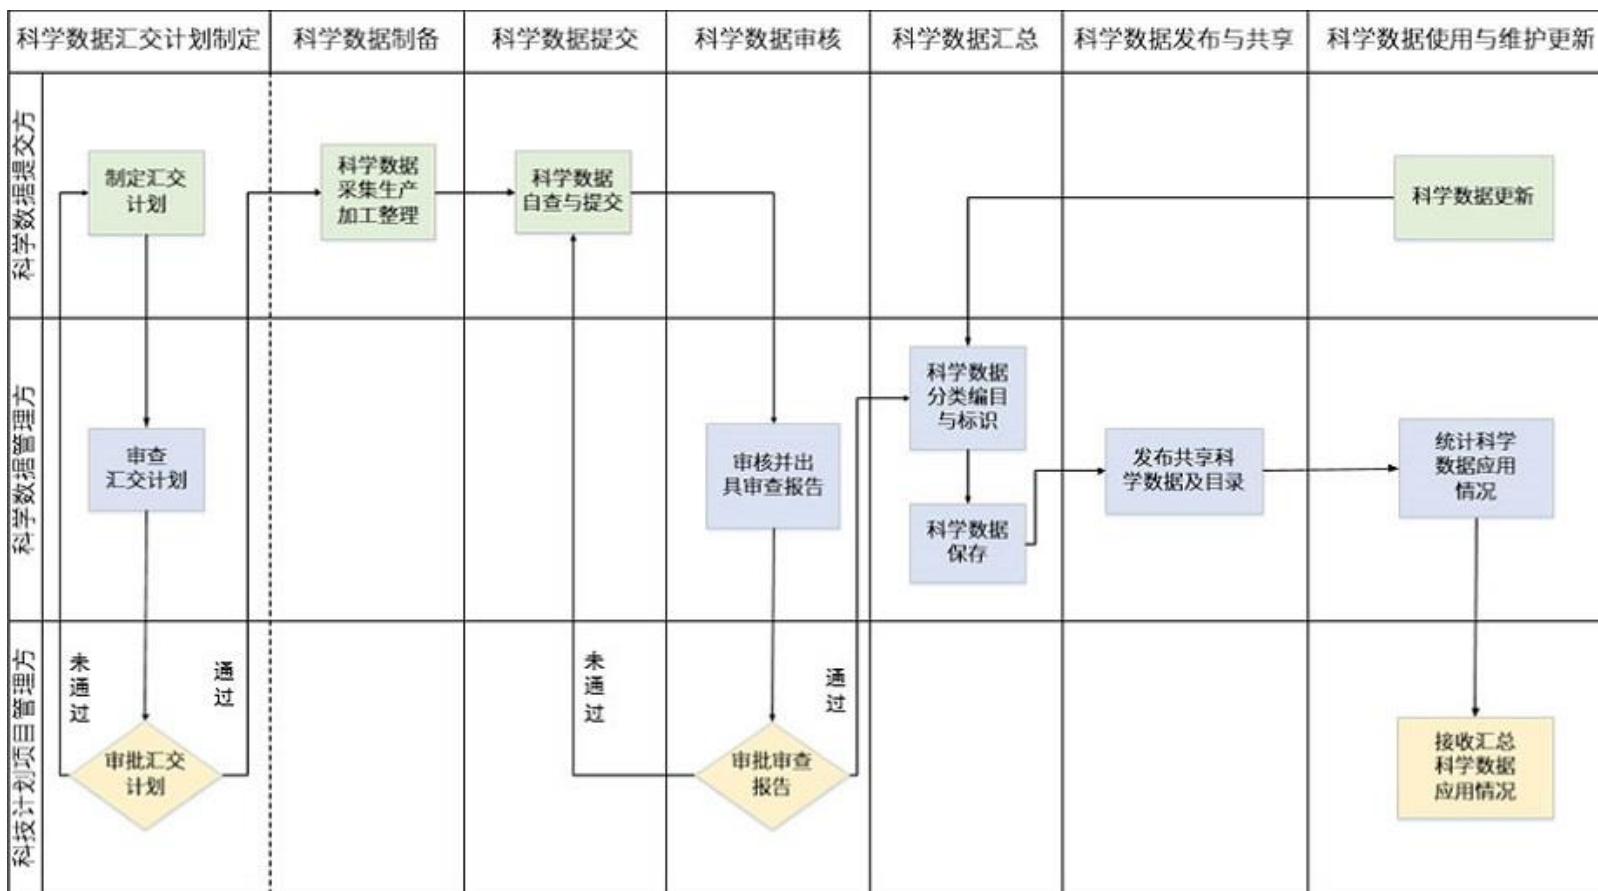 科学数据汇交计划制定
科学数据制备
科学数据提交
科学数据审核
科学数据汇总
科学数据发布与共享
科学数据使用与维护更新
科学数据提交方
制定汇交
计划
科学数据
采集生产
加工整理
科学数据
自查与提交
科学数据更新
科学数据管理方
审查
汇交计划
审核并出
具审查报告
科学数据
分类编目
与标识
科学数据
保存
发布共享科
学数据及目录
统计科学
数据应用
情况
科技计划项目管理方
未通过
通过
审批汇交
计划
未通过
通过
审批审查
报告
接收汇总
科学数据
应用情况